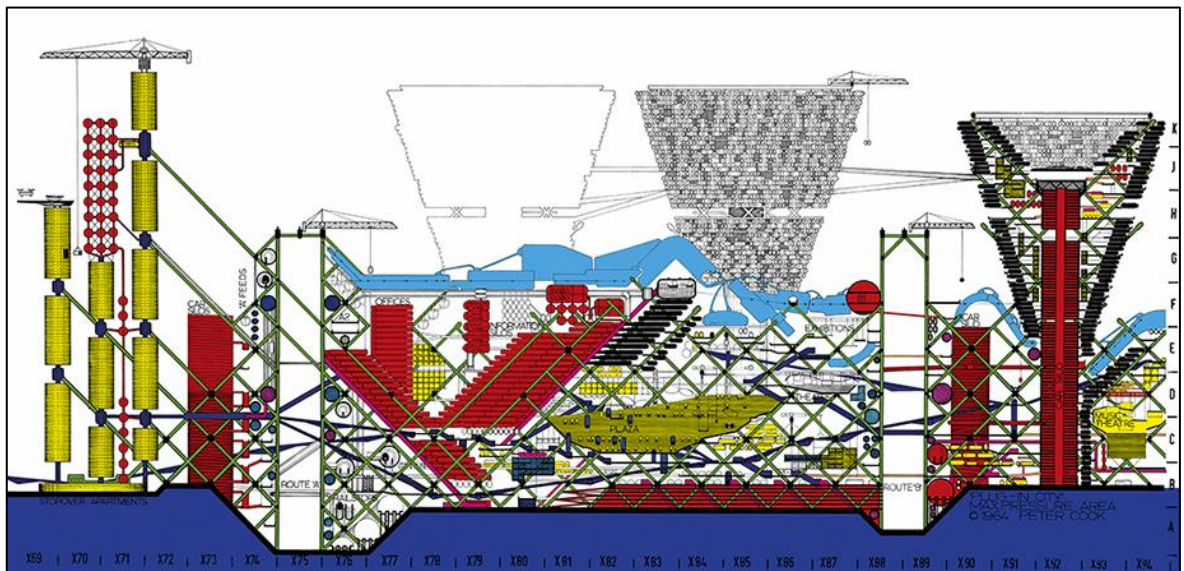 K
J
H
G
F
E
D
C
B
A
'A' FEEDS
CAR
SILOS
OFFICES
A2
INFORMATION
SILOS
EXHIBITIONS
CAR
SILO
THEATRE
PLAZA
MUSIC
THEATRE
STOPOVER APARTMENTS
ROUTE 'A'
ROUTE 'B'
'PLUG-IN CITY'
MAX PRESSURE AREA
© 1964 PETER COOK
X69 X70 X71 X72 X73 X74 X75 X76 X77 X78 X79 X80 X81 X82 X83 X84 X85 X86 X87 X88 X89 X90 X91 X92 X93 X94